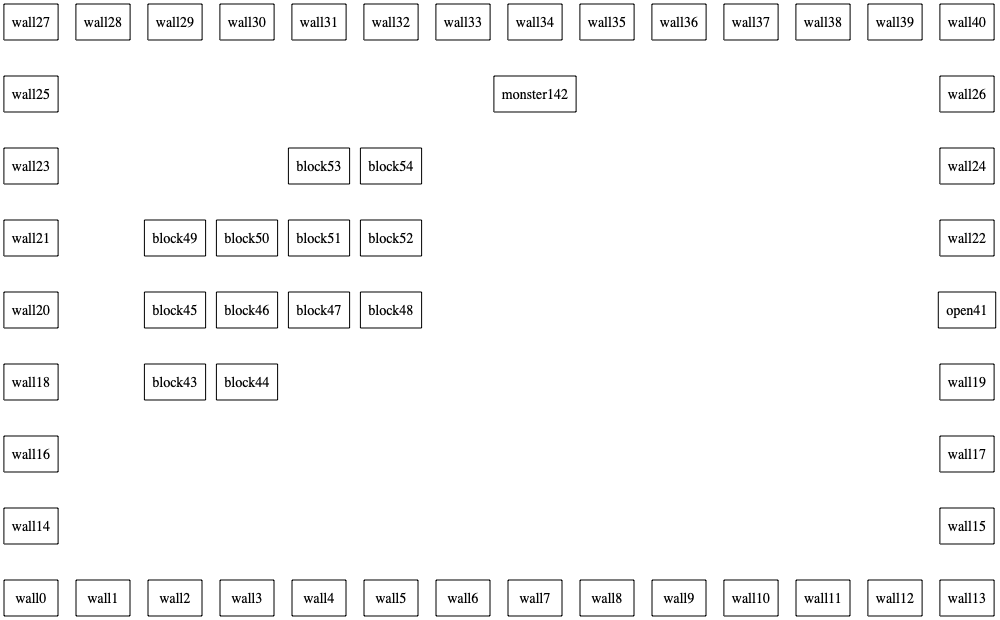 wall27 wall28 wall29 wall30 wall31 wall32 wall33 wall34 wall35 wall36 wall37 wall38 wall39 wall40
wall25 monster142 wall26
wall23 block53 block54 wall24
wall21 block49 block50 block51 block52 wall22
wall20 block45 block46 block47 block48 open41
wall18 block43 block44 wall19
wall16 wall17
wall14 wall15
wall0 wall1 wall2 wall3 wall4 wall5 wall6 wall7 wall8 wall9 wall10 wall11 wall12 wall13